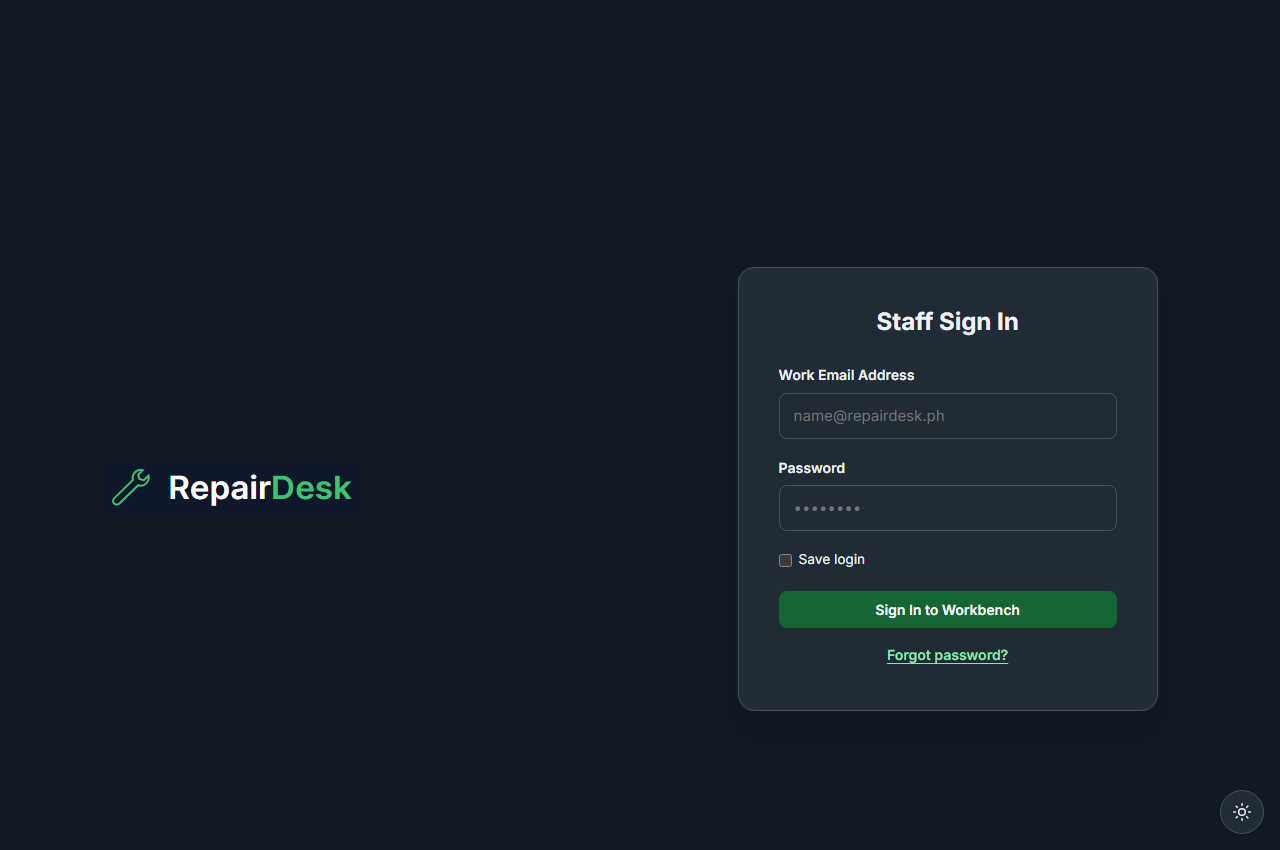 RepairDesk
Staff Sign In
Work Email Address
name@repairdesk.ph
Password
••••••••
Save login
Sign In to Workbench
Forgot password?